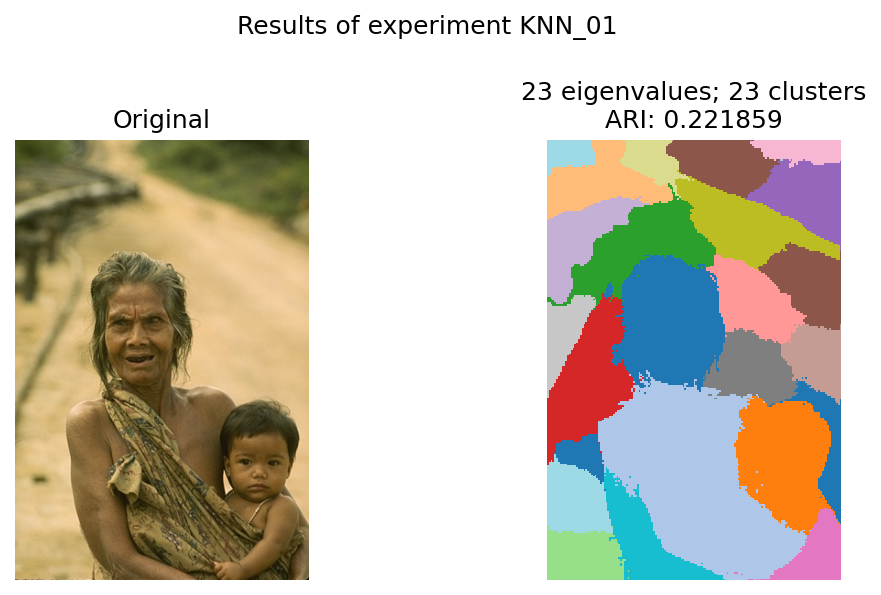 Results of experiment KNN_01
Original
23 eigenvalues; 23 clusters
ARI: 0.221859